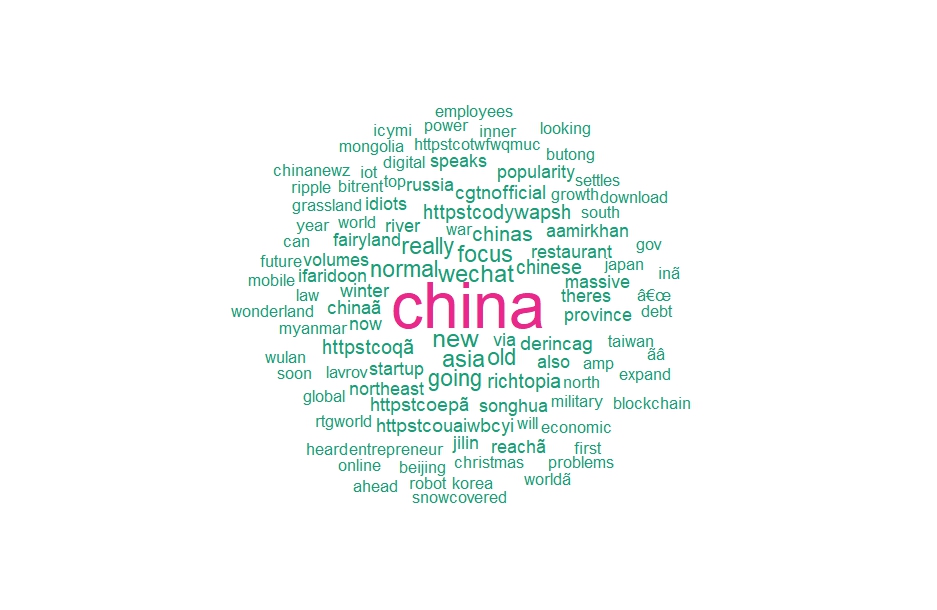 employees
icymi power inner looking
mongolia httpstcotwfwqmuc butong
chinanewz iot digital speaks popularity settles
ripple bitrent top russia cgtnofficial growth download
grassland idiots httpstcodywapsh south
year world river war chinas aamirkhan
can fairyland really focus restaurant gov
future volumes normal wechat chinese japan
mobile ifaridoon massive inã
law winter china theres â€œ
wonderland chinaã province debt
myanmar now new via derincag taiwan
httpstcoqã asia old also amp ãâ
wulan
soon lavrov startup going richtopia north expand
global northeast httpstcoepã songhua military blockchain
rtgworld httpstcouaiwbcyi will economic
heard entrepreneur jilin reachã first
online beijing christmas problems
ahead robot korea worldã
snowcovered